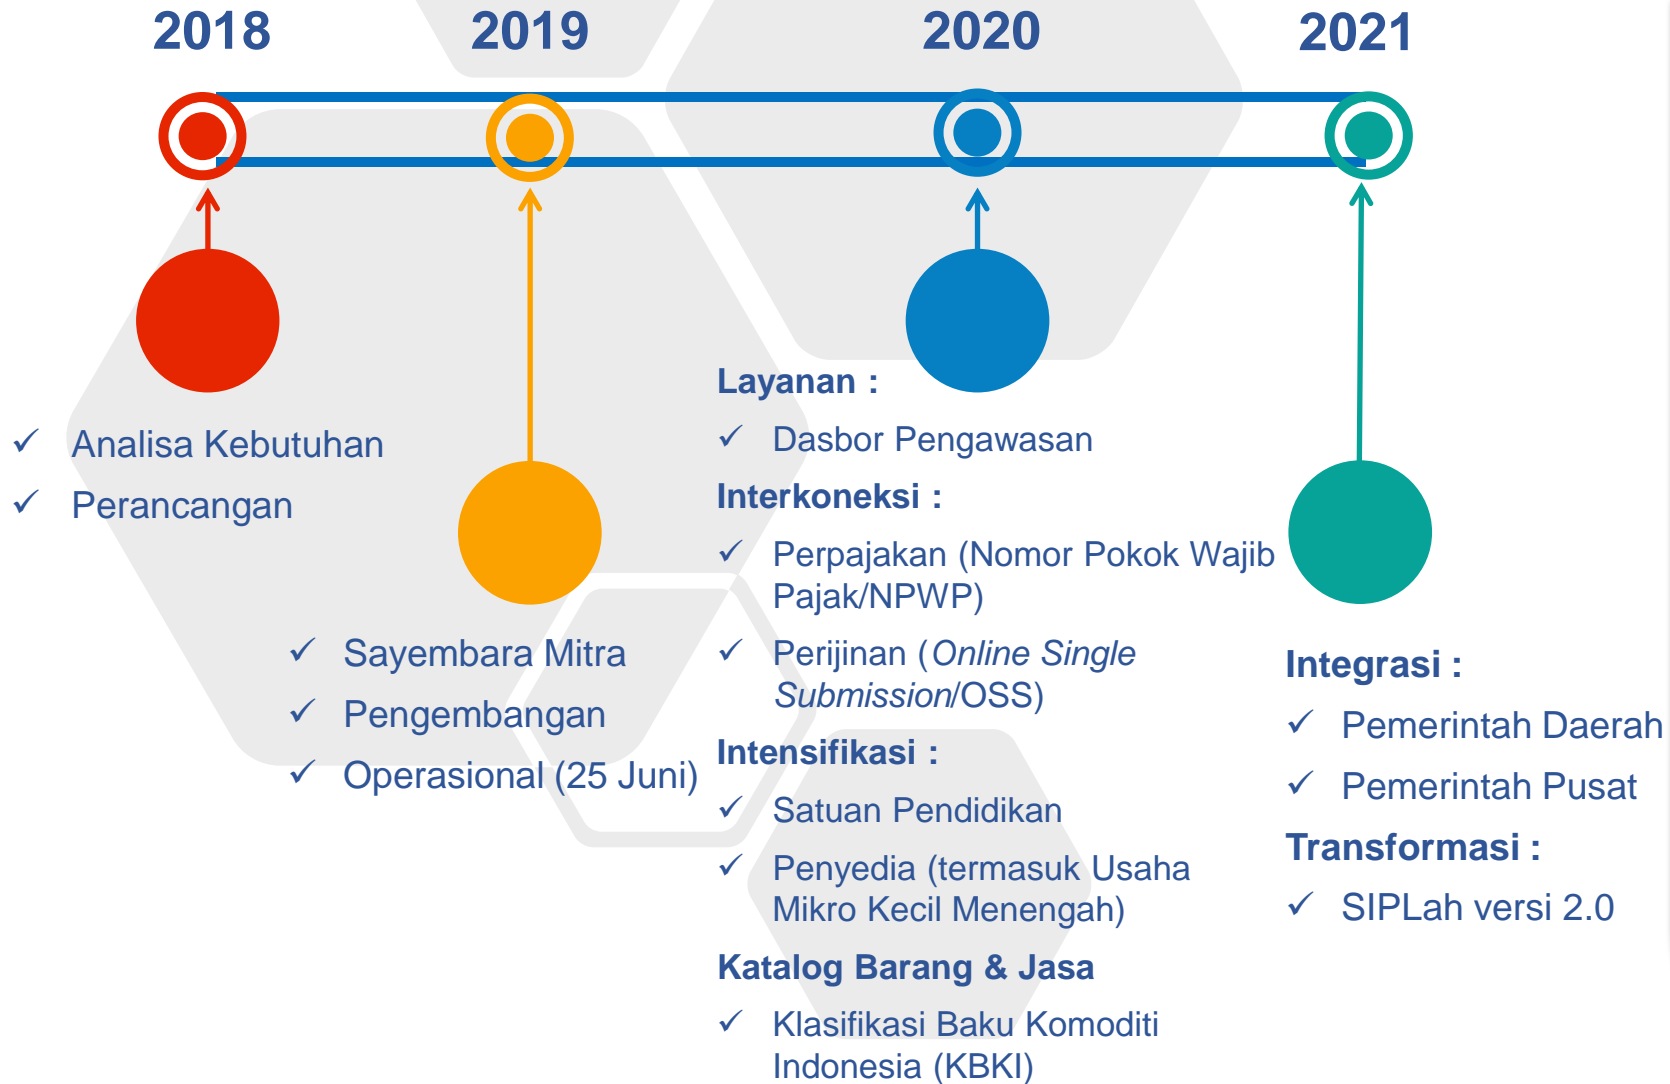 2018
2019
2020
2021
✓ Analisa Kebutuhan
✓ Perancangan
✓ Sayembara Mitra
✓ Pengembangan
✓ Operasional (25 Juni)
Layanan :
✓ Dasbor Pengawasan
Interkoneksi :
✓ Perpajakan (Nomor Pokok Wajib
Pajak/NPWP)
✓ Perijinan (Online Single
Submission/OSS)
Intensifikasi :
✓ Satuan Pendidikan
✓ Penyedia (termasuk Usaha
Mikro Kecil Menengah)
Katalog Barang & Jasa
✓ Klasifikasi Baku Komoditi
Indonesia (KBKI)
Integrasi :
✓ Pemerintah Daerah
✓ Pemerintah Pusat
Transformasi :
✓ SIPLah versi 2.0